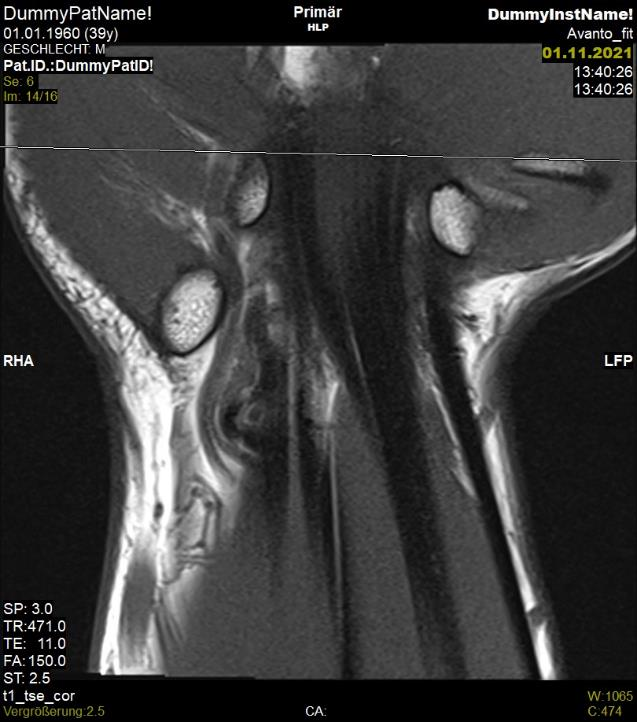 DummyPatName!
01.01.1960 (39y)
GESCHLECHT: M
Pat.ID.:DummyPatID!
Se: 6
Im: 14/16
Primär
HLP
DummyInstName!
Avanto_fit
01.11.2021
13:40:26
13:40:26
RHA
LFP
SP: 3.0
TR:471.0
TE: 11.0
FA:150.0
ST: 2.5
t1_tse_cor
Vergrößerung:2.5
CA:
W:1065
C:474